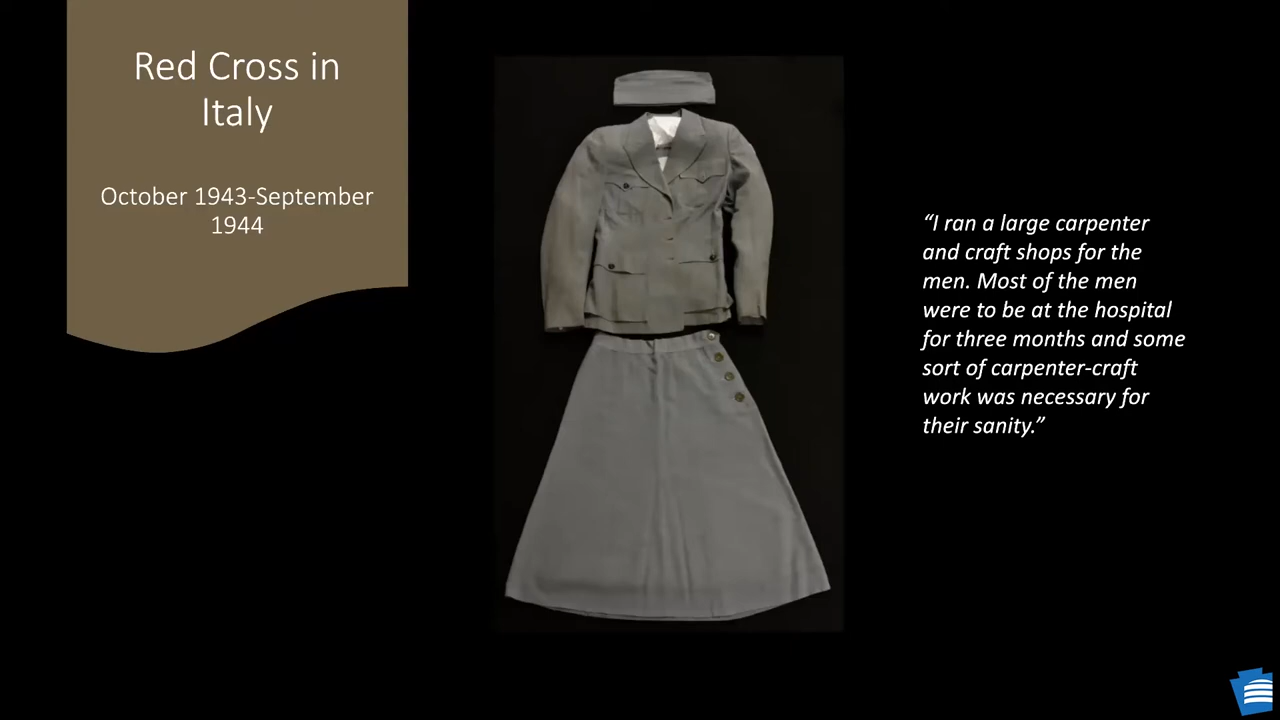 Red Cross in
Italy
October 1943-September
1944
“I ran a large carpenter
and craft shops for the
men. Most of the men
were to be at the hospital
for three months and some
sort of carpenter-craft
work was necessary for
their sanity.”